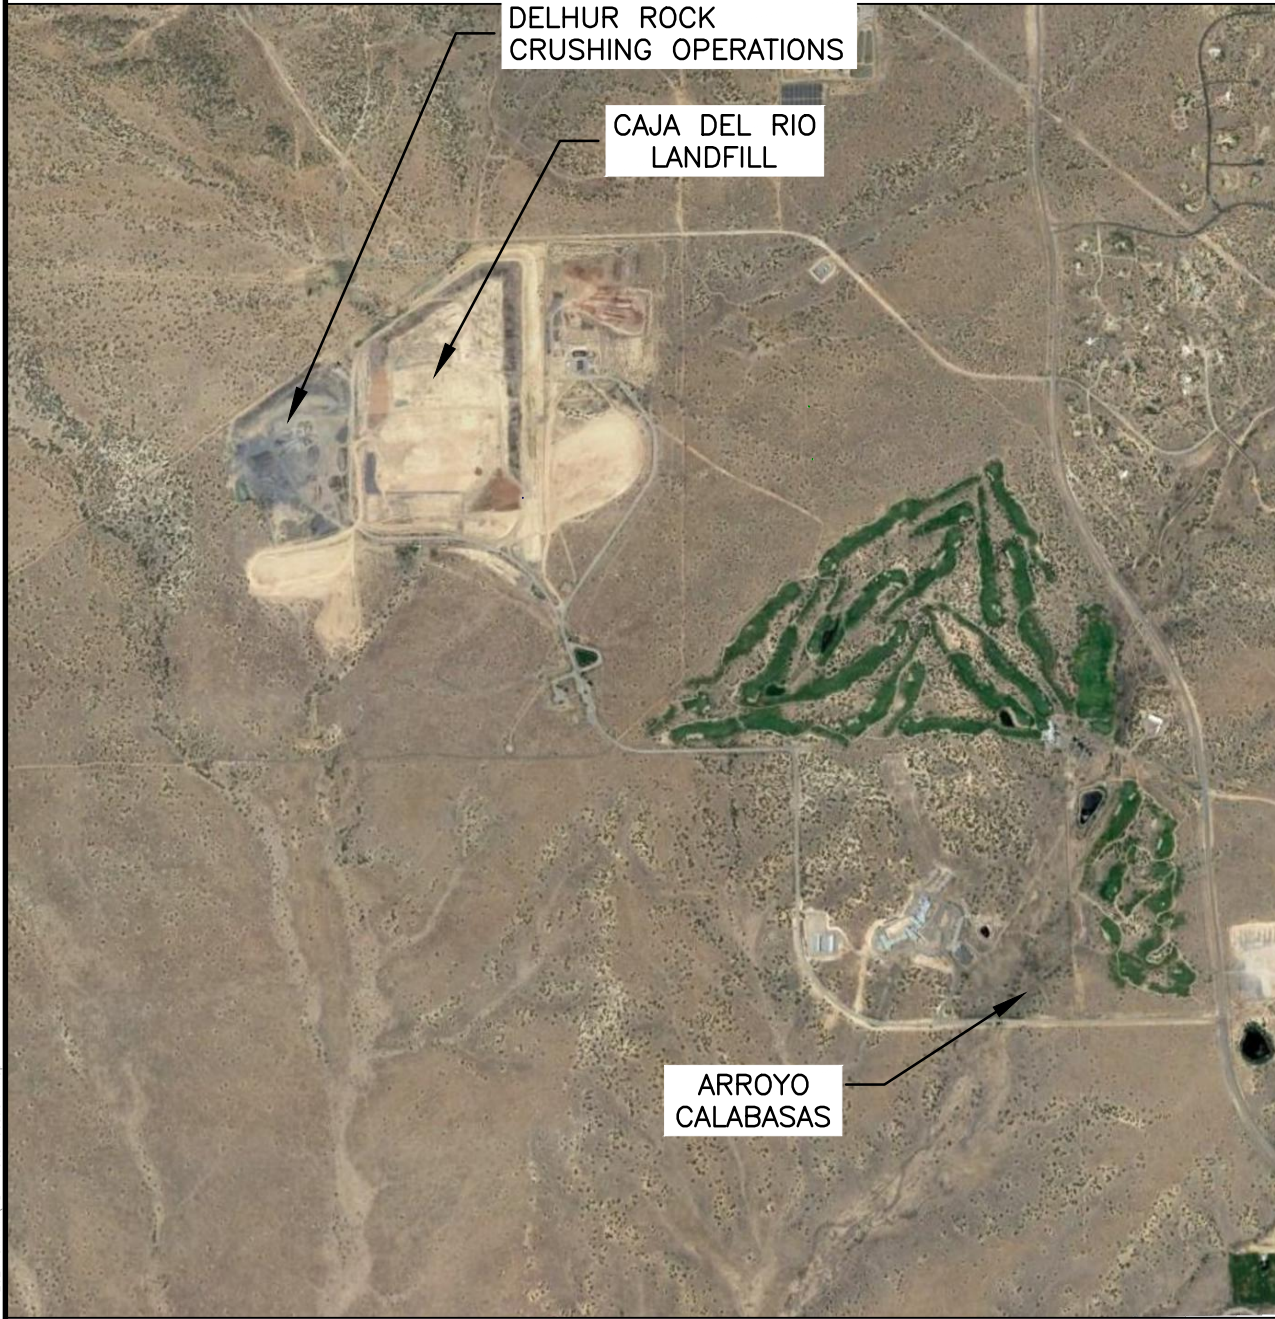 DELHUR ROCK
CRUSHING OPERATIONS
CAJA DEL RIO
LANDFILL
ARROYO
CALABASAS